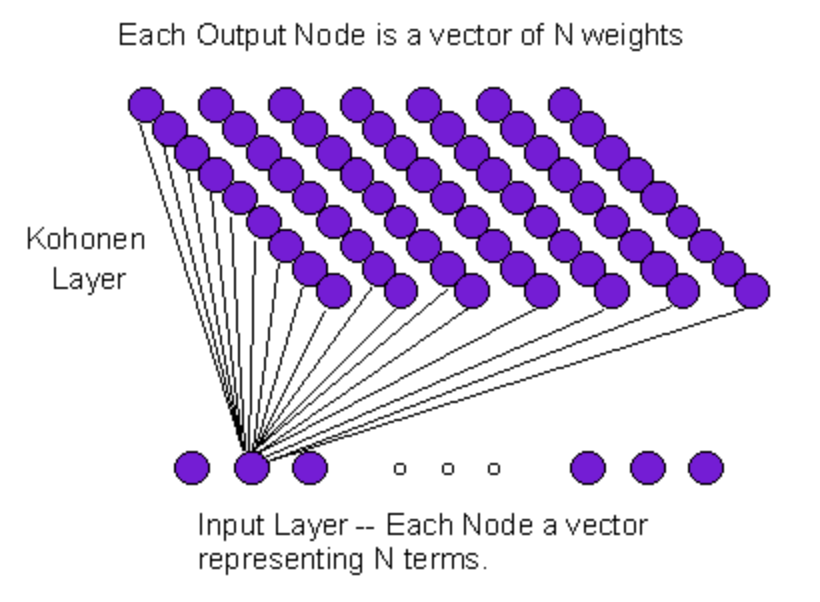 Each Output Node is a vector of N weights
Kohonen
Layer
Input Layer -- Each Node a vector
representing N terms.